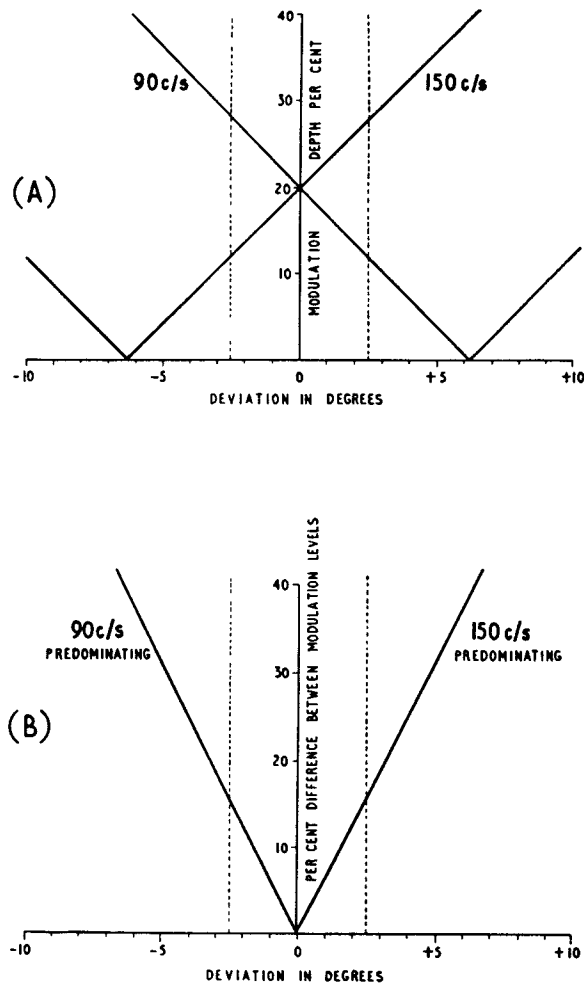 40
90c/s
150c/s
30
DEPTH PER CENT
(A)
20
10
MODULATION
-10
-5
0
+5
+10
DEVIATION IN DEGREES
PER CENT DIFFERENCE BETWEEN MODULATION LEVELS
40
90c/s
PREDOMINATING
150c/s
PREDOMINATING
30
(B)
20
10
-10
-5
0
+5
+10
DEVIATION IN DEGREES